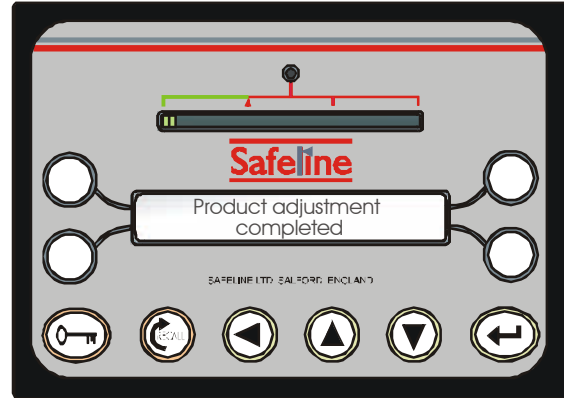 Safeline
Product adjustment
completed
SAFELINE LTD. SALFORD. ENGLAND
RECALL